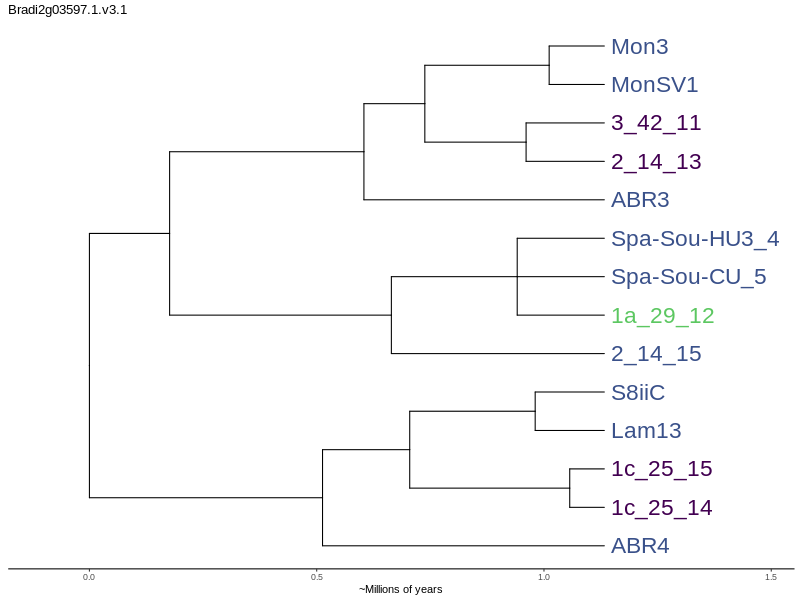 Bradi2g03597.1.v3.1
Mon3
MonSV1
3_42_11
2_14_13
ABR3
Spa-Sou-HU3_4
Spa-Sou-CU_5
1a_29_12
2_14_15
S8iiC
Lam13
1c_25_15
1c_25_14
ABR4
0.0 0.5 1.0 1.5
~Millions of years